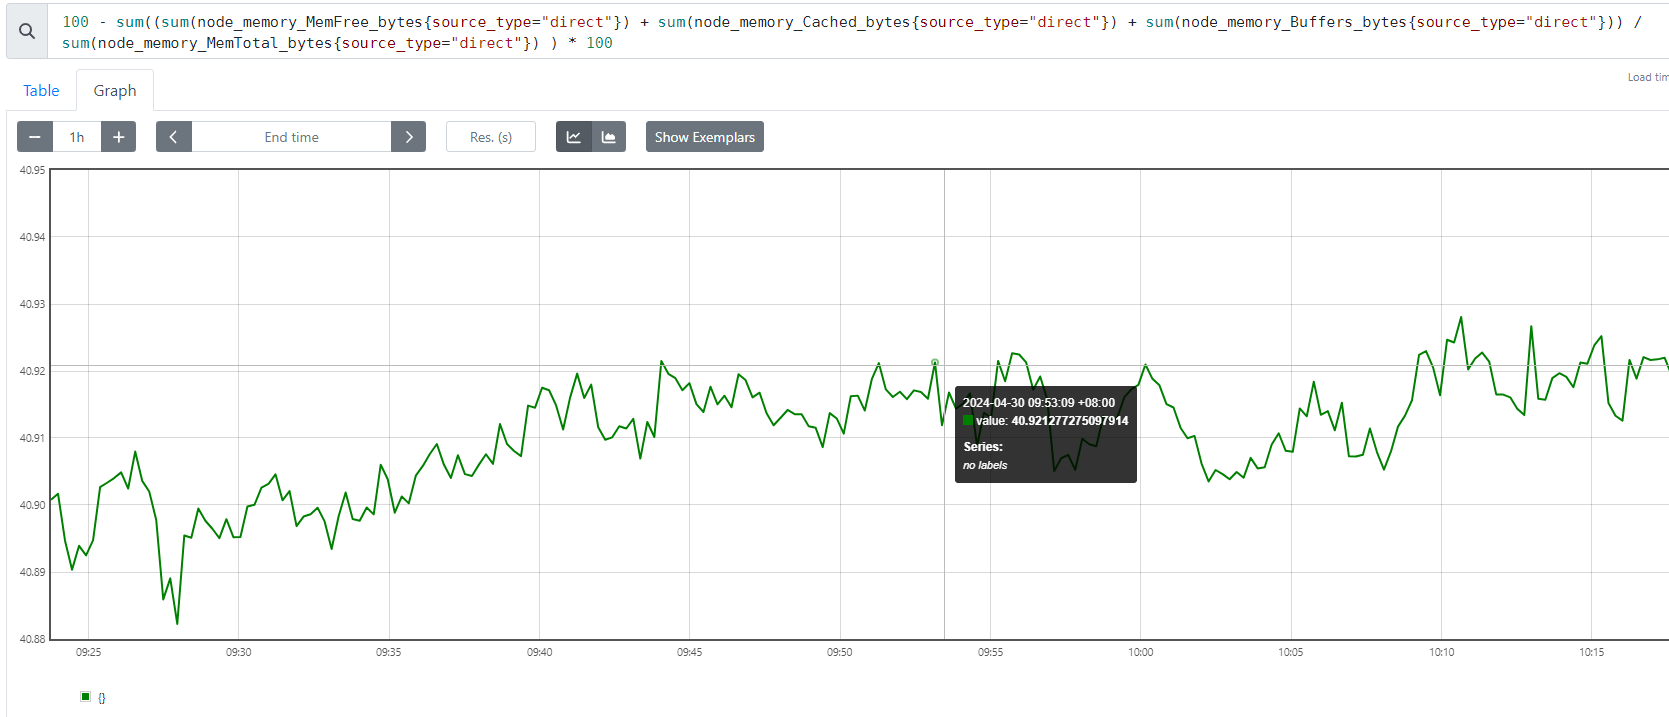 100 - sum((sum(node_memory_MemFree_bytes{source_type="direct"}) + sum(node_memory_Cached_bytes{source_type="direct"}) + sum(node_memory_Buffers_bytes{source_type="direct"})) /
sum(node_memory_MemTotal_bytes{source_type="direct"}) ) * 100
Load tim
Table Graph
− 1h + < End time > Res. (s) Show Exemplars
40.95
40.94
40.93
40.92
40.91
40.90
40.89
40.88
2024-04-30 09:53:09 +08:00
value: 40.921277275097914
Series:
no labels
09:25 09:30 09:35 09:40 09:45 09:50 09:55 10:00 10:05 10:10 10:15
{}